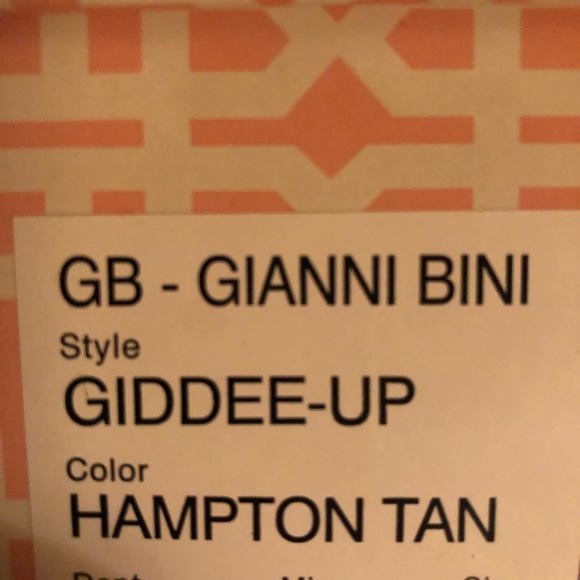 GB - GIANNI BINI
Style
GIDDEE-UP
Color
HAMPTON TAN